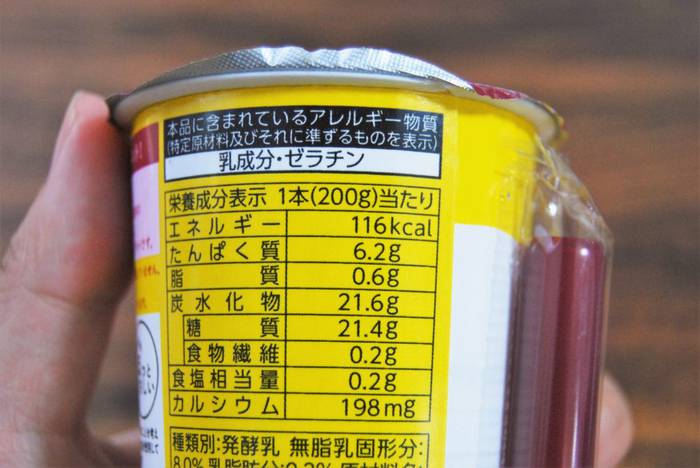 本品に含まれているアレルギー物質
(特定原材料及びそれに準ずるものを表示)
乳成分・ゼラチン
栄養成分表示 1本(200g)当たり
エネルギー 116kcal
たんぱく質 6.2g
脂質 0.6g
炭水化物 21.6g
糖質 21.4g
食物繊維 0.2g
食塩相当量 0.2g
カルシウム 198mg
種類別:発酵乳 無脂乳固形分: